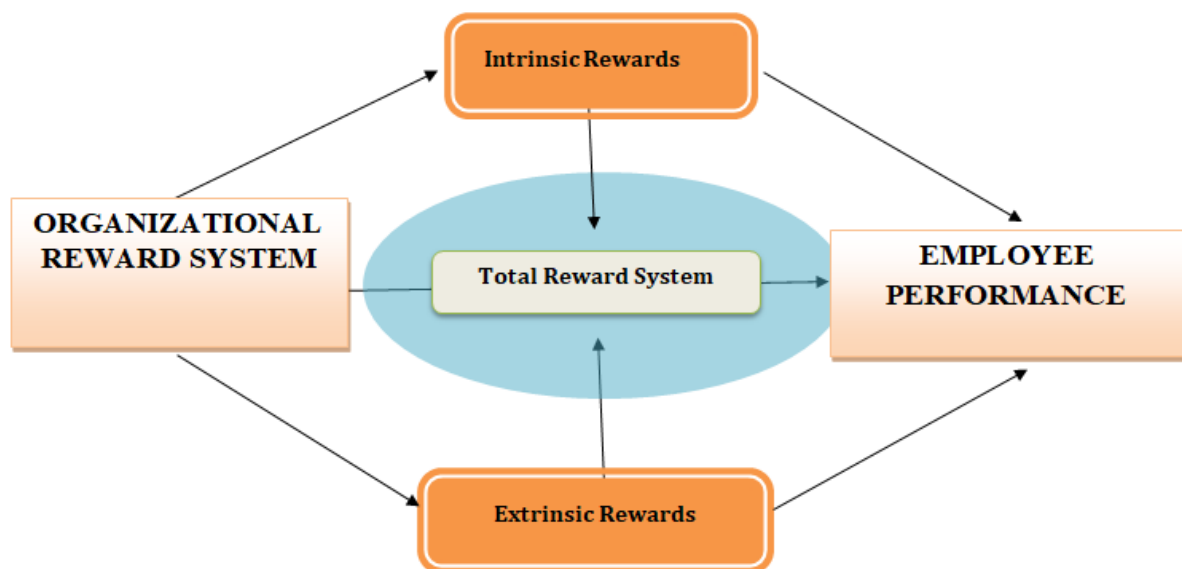 Intrinsic Rewards
ORGANIZATIONAL
REWARD SYSTEM
Total Reward System
EMPLOYEE
PERFORMANCE
Extrinsic Rewards